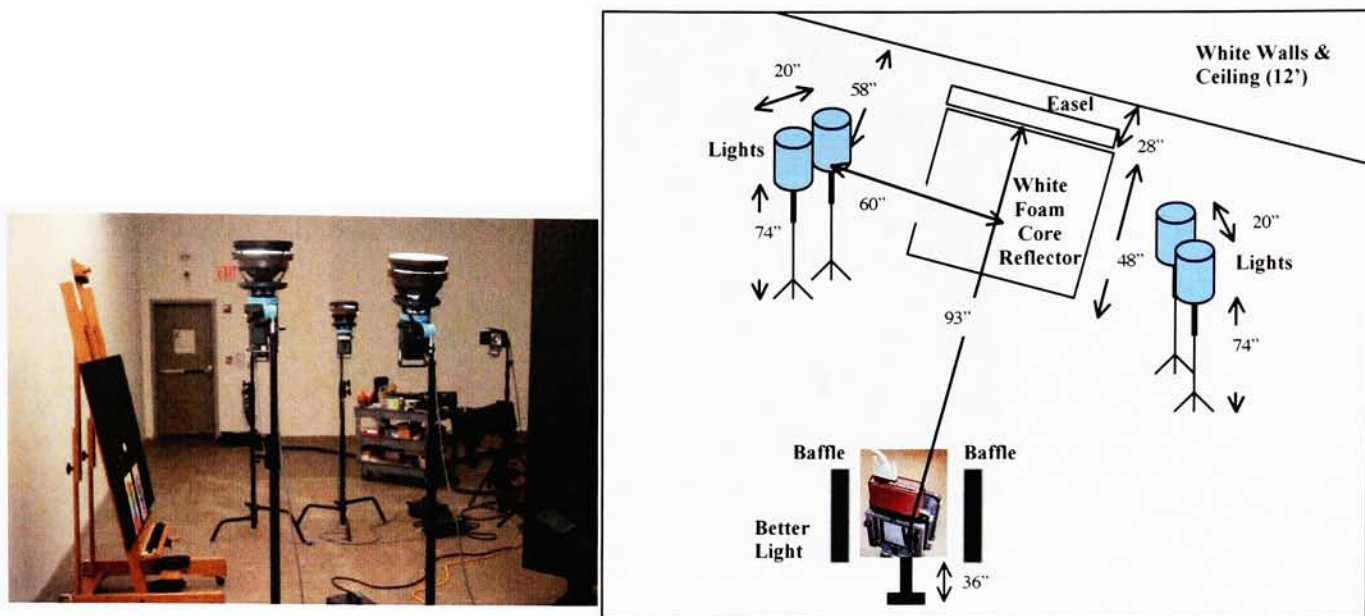 EXIT
White Walls &
Ceiling (12’)
20”
58”
Easel
28”
Lights
White
Foam
Core
Reflector
60”
74”
48”
20”
Lights
93”
74”
Baffle
Baffle
Better
Light
36”